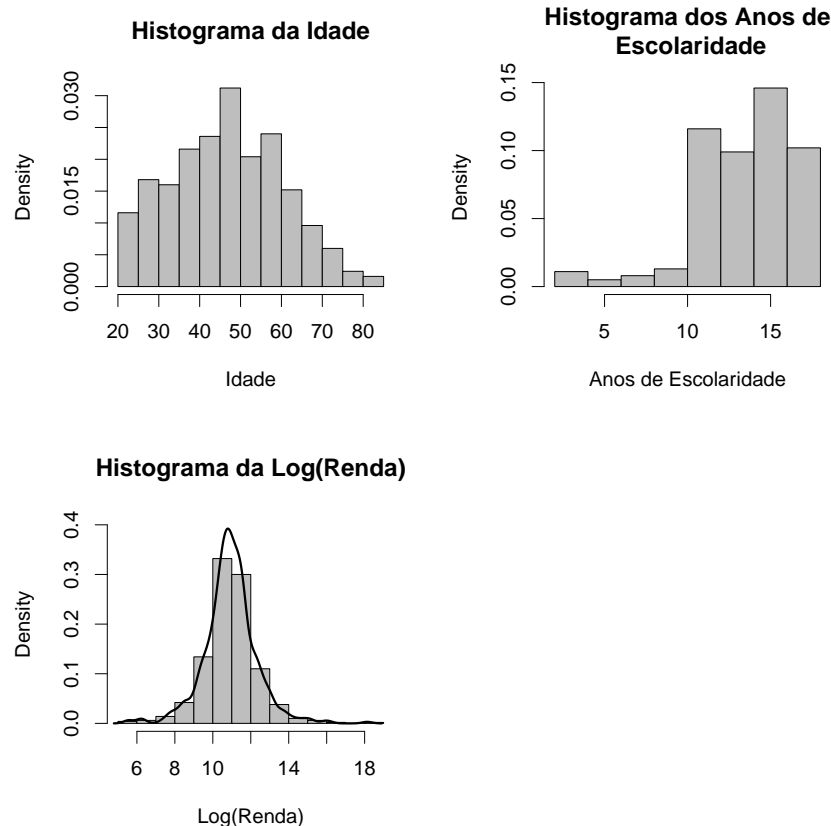 Histograma da Idade
Density
0.000
0.015
0.030
20 30 40 50 60 70 80
Idade
Histograma dos Anos de
Escolaridade
Density
0.00
0.05
0.10
0.15
5 10 15
Anos de Escolaridade
Histograma da Log(Renda)
Density
0.0
0.1
0.2
0.3
0.4
6 8 10 14 18
Log(Renda)